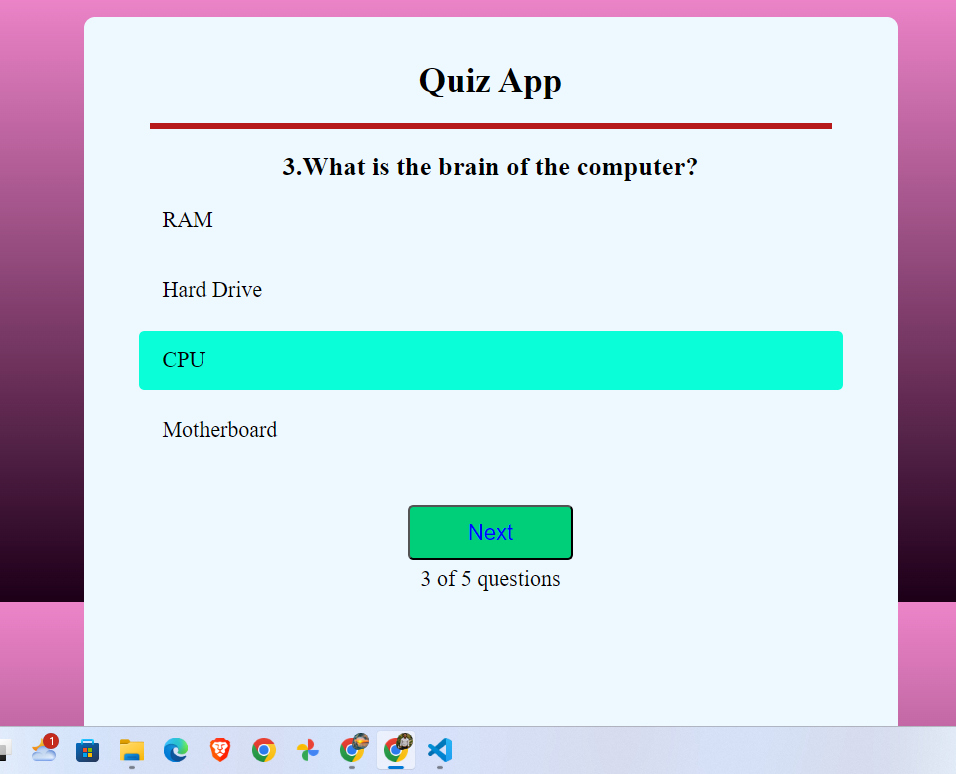 Quiz App
3.What is the brain of the computer?
RAM
Hard Drive
CPU
Motherboard
Next
3 of 5 questions
1